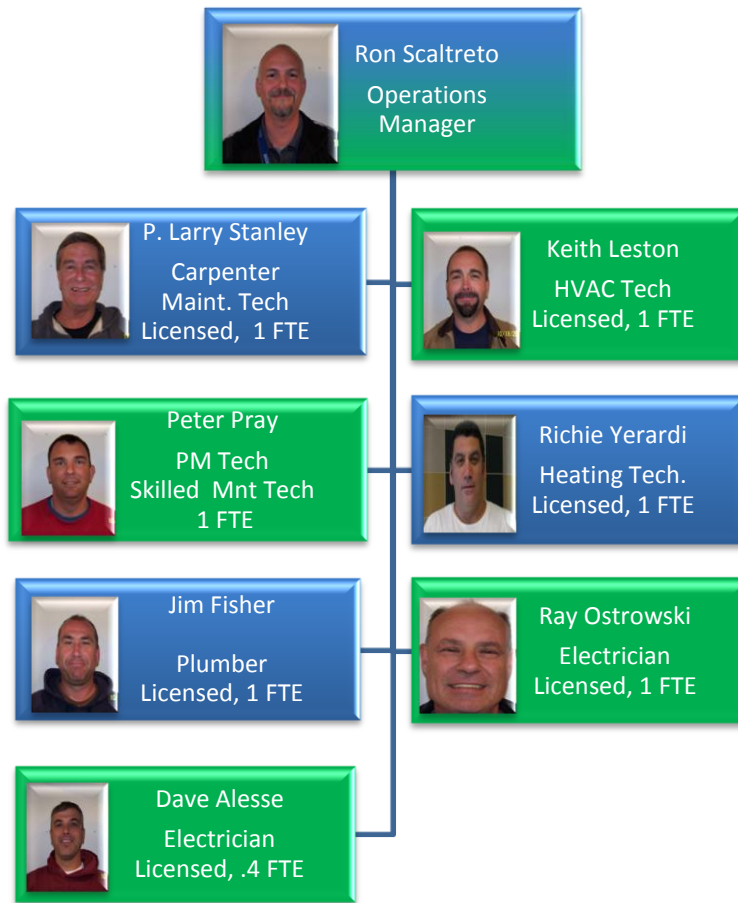 Ron Scaltreto
Operations
Manager
P. Larry Stanley
Carpenter
Maint. Tech
Licensed, 1 FTE
Keith Leston
HVAC Tech
Licensed, 1 FTE
Peter Pray
PM Tech
Skilled Mnt Tech
1 FTE
Richie Yerardi
Heating Tech.
Licensed, 1 FTE
Jim Fisher
Plumber
Licensed, 1 FTE
Ray Ostrowski
Electrician
Licensed, 1 FTE
Dave Alesse
Electrician
Licensed, .4 FTE